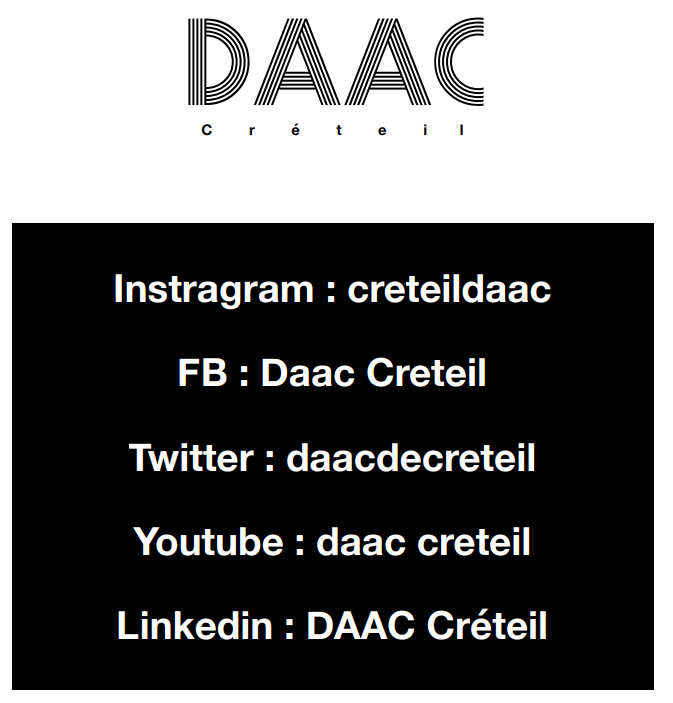 DAAC
Créteil
Instragram : creteildaac
FB : Daac Creteil
Twitter : daacdecreteil
Youtube : daac creteil
Linkedin : DAAC Créteil